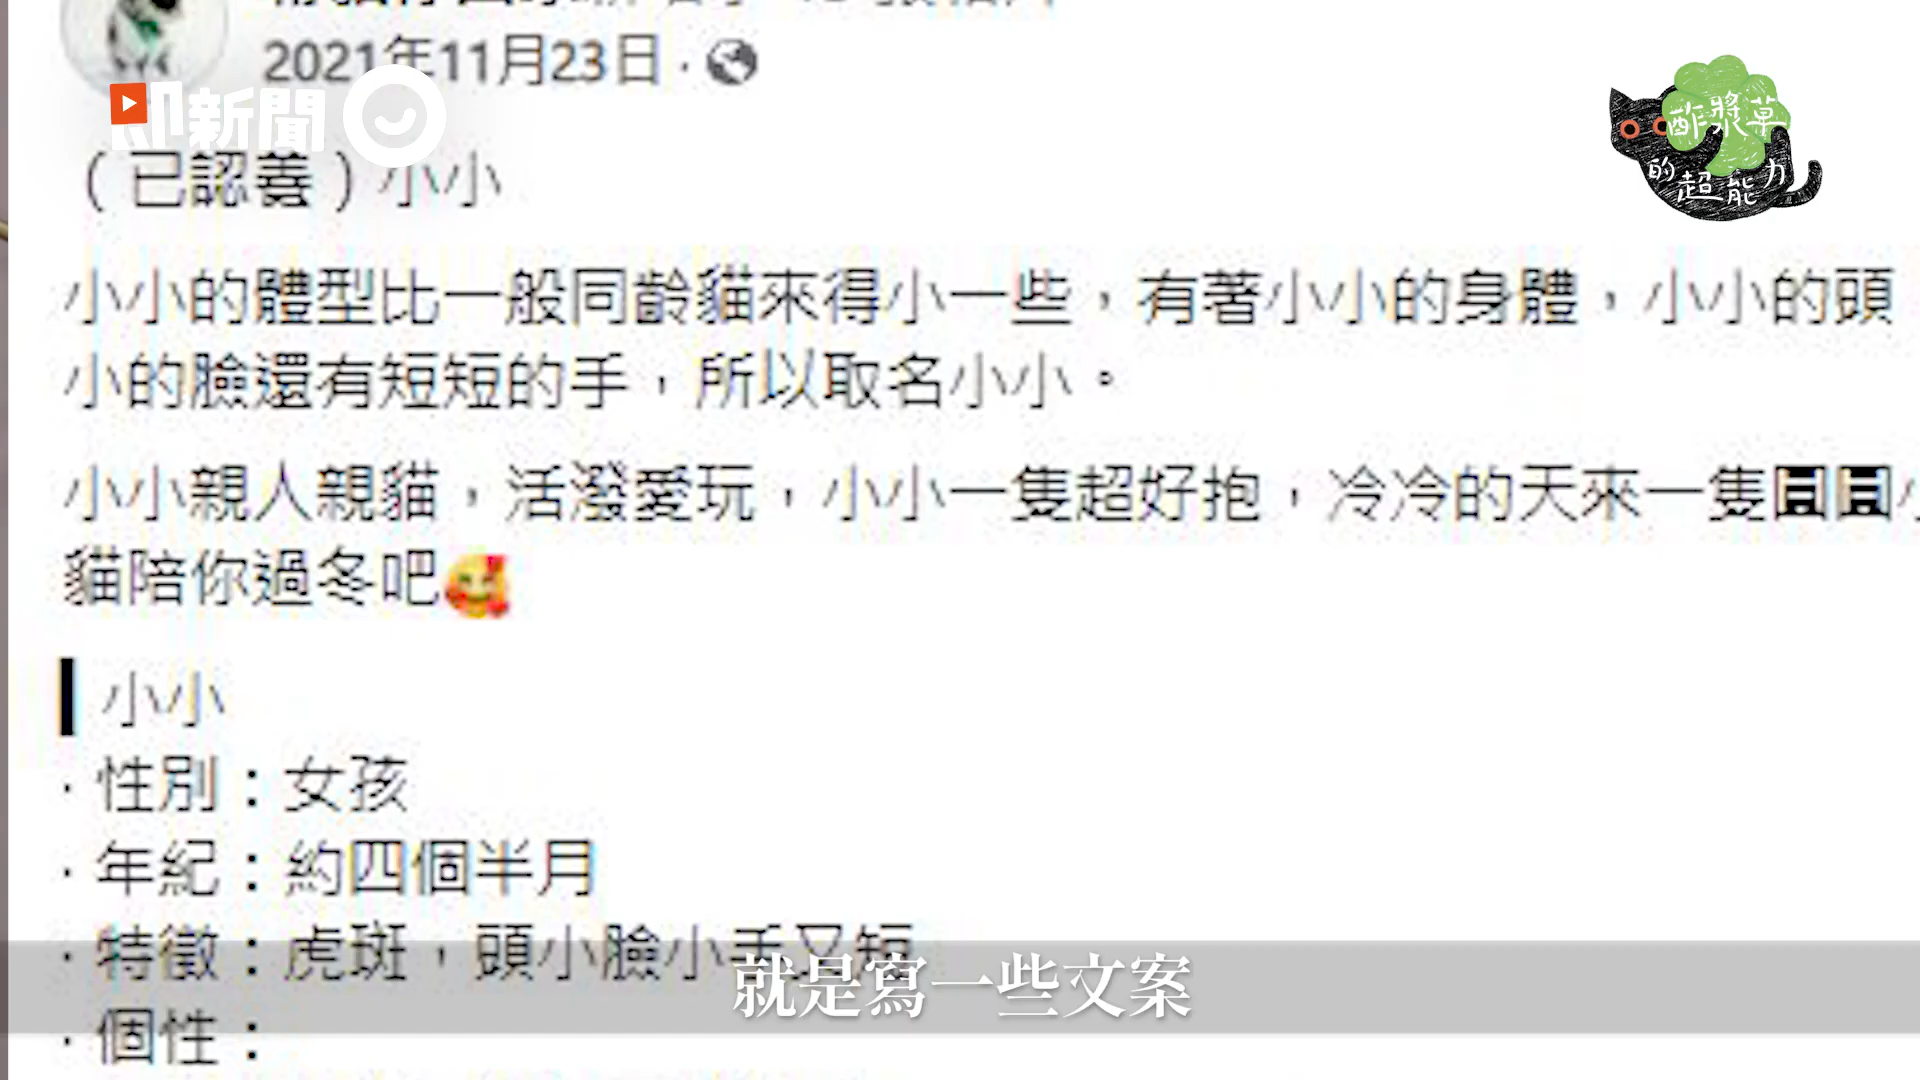 2021年11月23日 ·
新聞
酢漿草
的超能力
（已認養）小小
小小的體型比一般同齡貓來得小一些，有著小小的身體，小小的頭
小的臉還有短短的手，所以取名小小。
小小親人親貓，活潑愛玩，小小一隻超好抱，冷冷的天來一隻
貓陪你過冬吧🥰
小小
· 性別：女孩
· 年紀：約四個半月
· 特徵：虎斑，頭小臉小手又短
就是寫一些文案
· 個性：